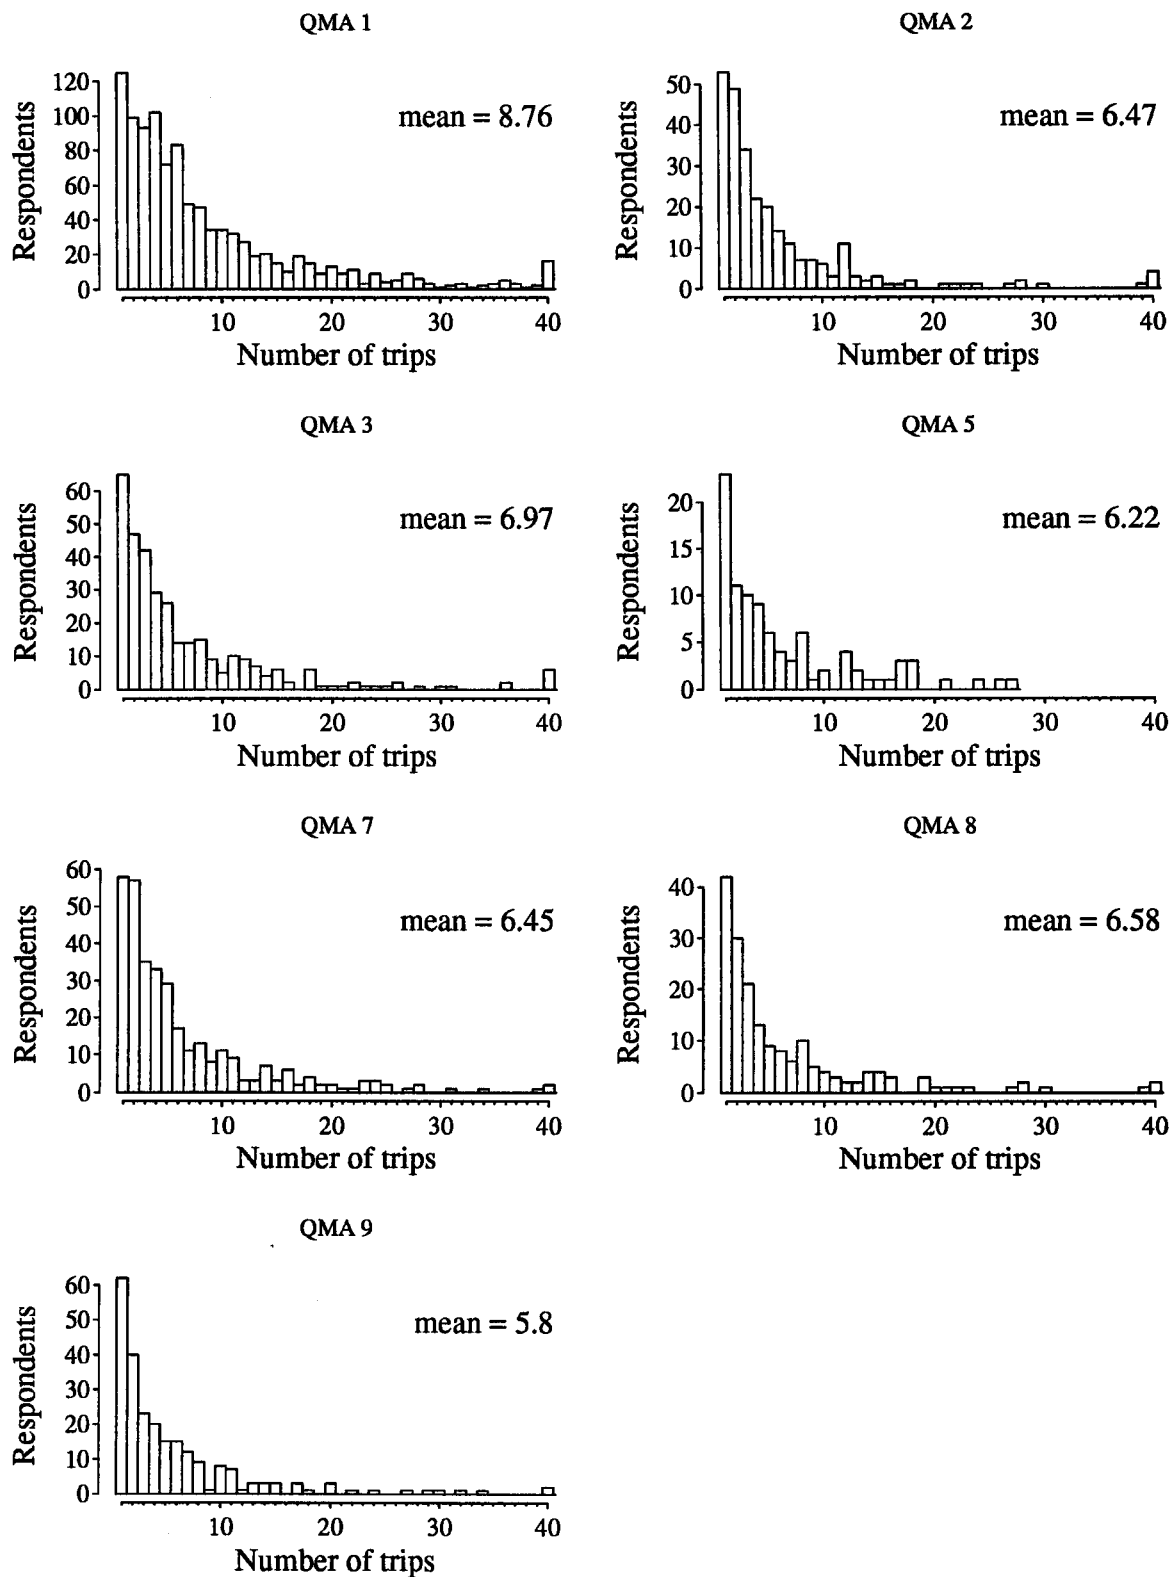 QMA 1
120
100
80
60
40
20
0
Respondents
mean = 8.76
10 20 30 40
Number of trips
QMA 2
50
40
30
20
10
0
Respondents
mean = 6.47
10 20 30 40
Number of trips
QMA 3
60
50
40
30
20
10
0
Respondents
mean = 6.97
10 20 30 40
Number of trips
QMA 5
20
15
10
5
0
Respondents
mean = 6.22
10 20 30 40
Number of trips
QMA 7
60
50
40
30
20
10
0
Respondents
mean = 6.45
10 20 30 40
Number of trips
QMA 8
40
30
20
10
0
Respondents
mean = 6.58
10 20 30 40
Number of trips
QMA 9
60
50
40
30
20
10
0
Respondents
mean = 5.8
10 20 30 40
Number of trips